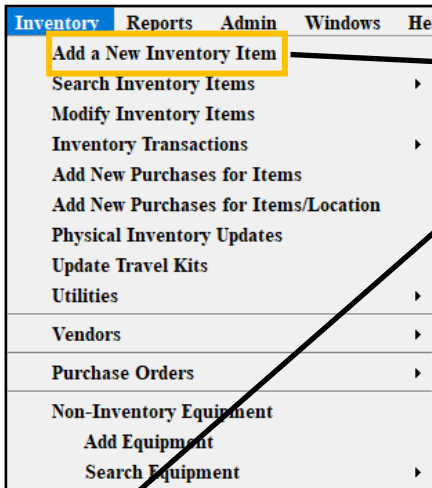 Inventory Reports Admin Windows
Add a New Inventory Item
Search Inventory Items
Modify Inventory Items
Inventory Transactions
Add New Purchases for Items
Add New Purchases for Items/Location
Physical Inventory Updates
Update Travel Kits
Utilities
Vendors
Purchase Orders
Non-Inventory Equipment
Add Equipment
Search Equipment